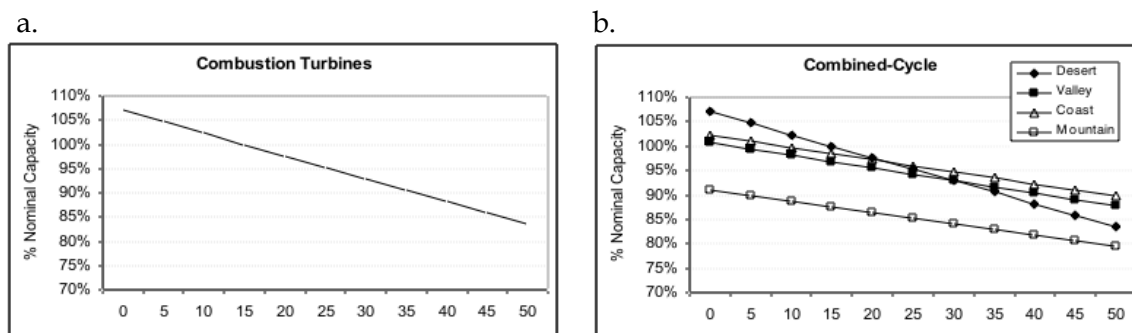 a.
Combustion Turbines
% Nominal Capacity
110%
105%
100%
95%
90%
85%
80%
75%
70%
0 5 10 15 20 25 30 35 40 45 50
b.
Combined-Cycle
Desert
Valley
Coast
Mountain
% Nominal Capacity
110%
105%
100%
95%
90%
85%
80%
75%
70%
0 5 10 15 20 25 30 35 40 45 50